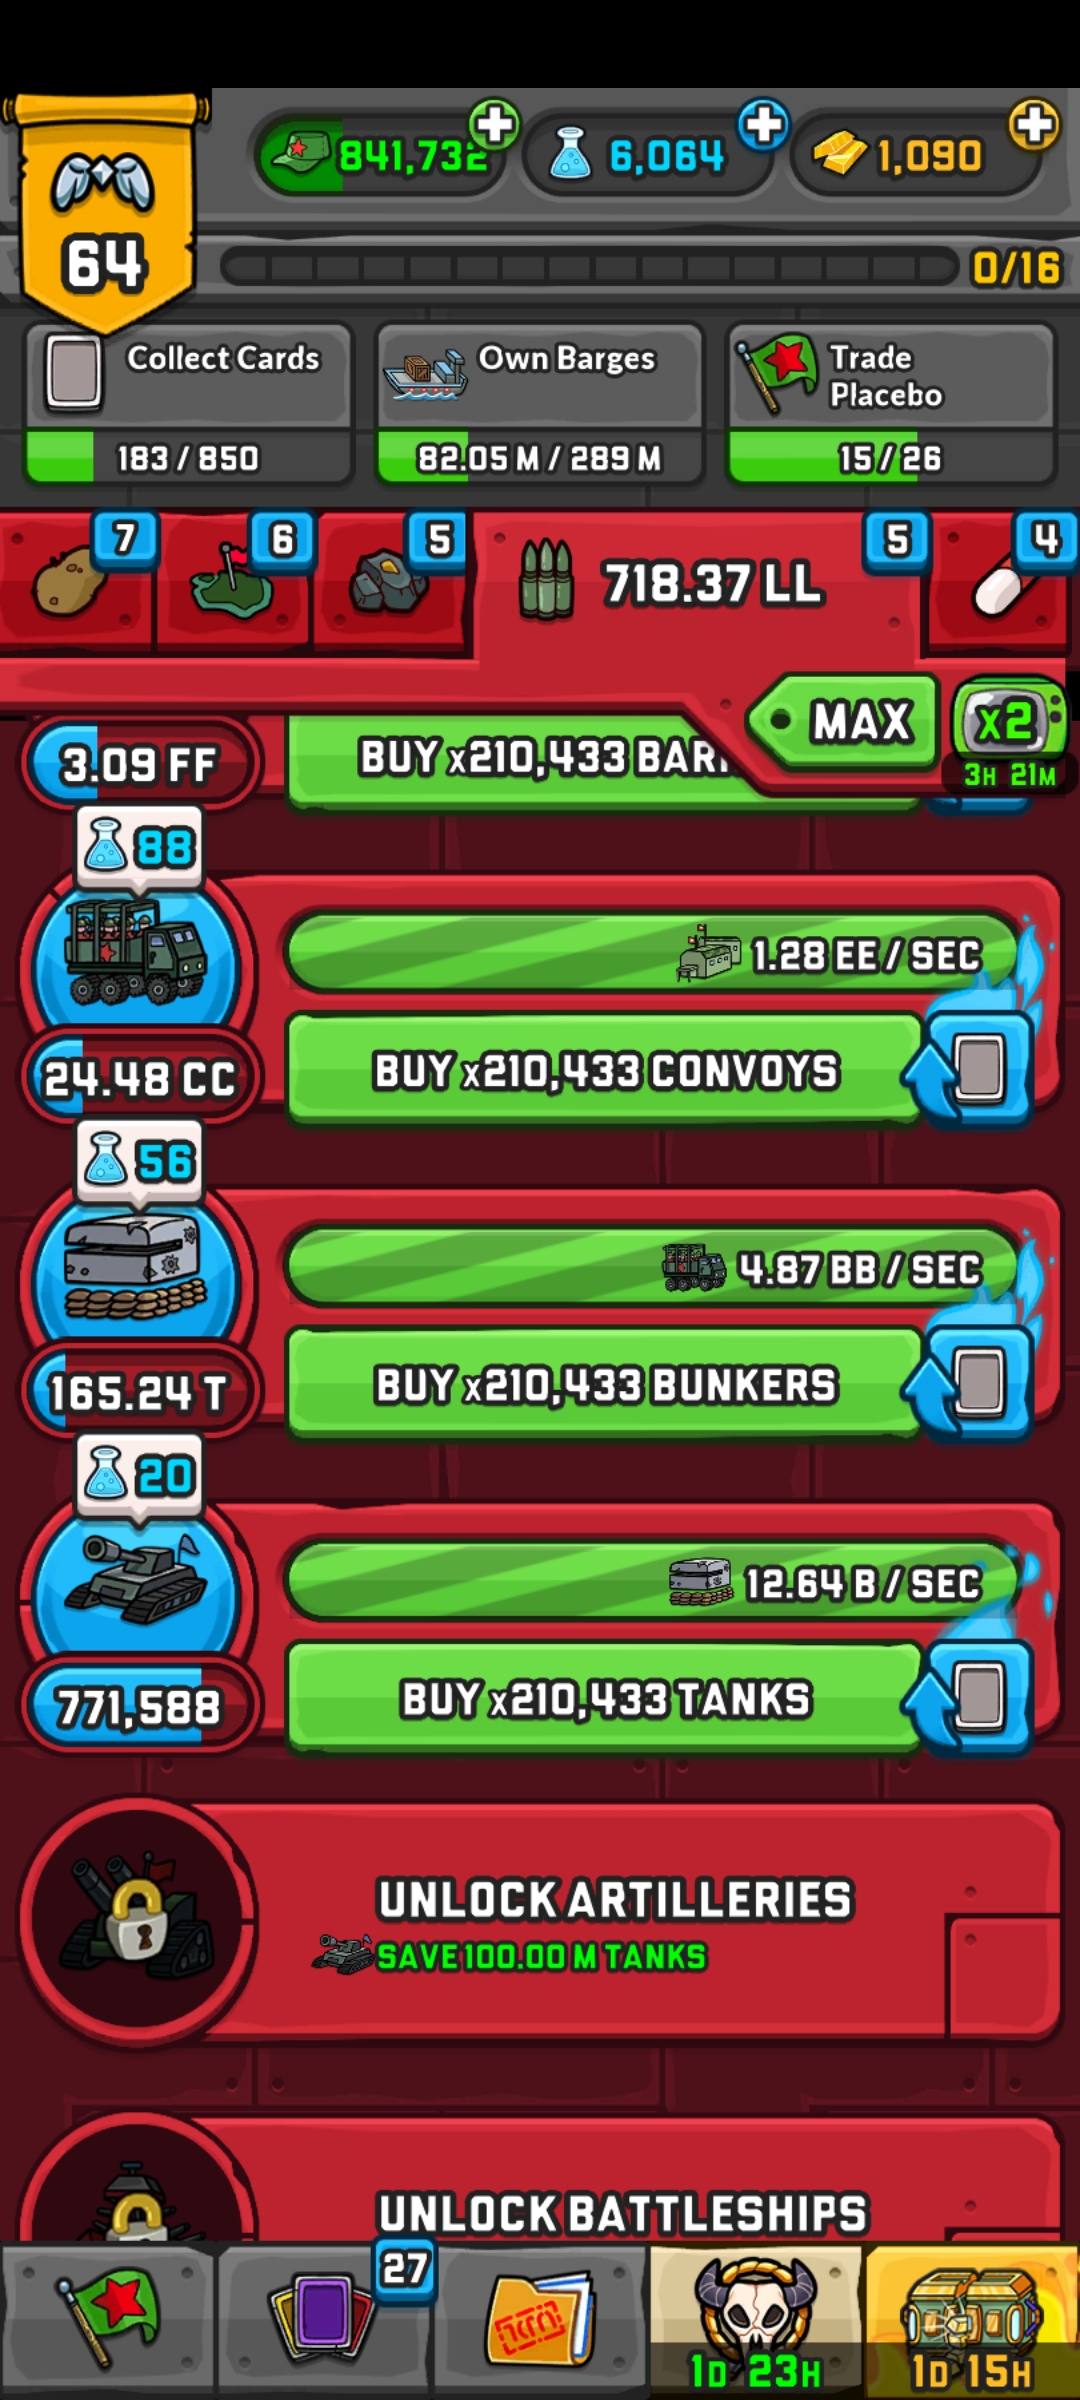 841,732
6,064
1,090
64
0/16
Collect Cards
183 / 850
Own Barges
82.05 M / 289 M
Trade
Placebo
15 / 26
7
6
5
718.37 LL
5
4
MAX
x2
3H 21M
3.09 FF
BUY x210,433
88
1.28 EE / SEC
24.48 CC
BUY x210,433 CONVOYS
56
4.87 BB / SEC
165.24 T
BUY x210,433 BUNKERS
20
12.64 B / SEC
771,588
BUY x210,433 TANKS
UNLOCK ARTILLERIES
SAVE 100.00 M TANKS
UNLOCK BATTLESHIPS
27
1D 23H
1D 15H